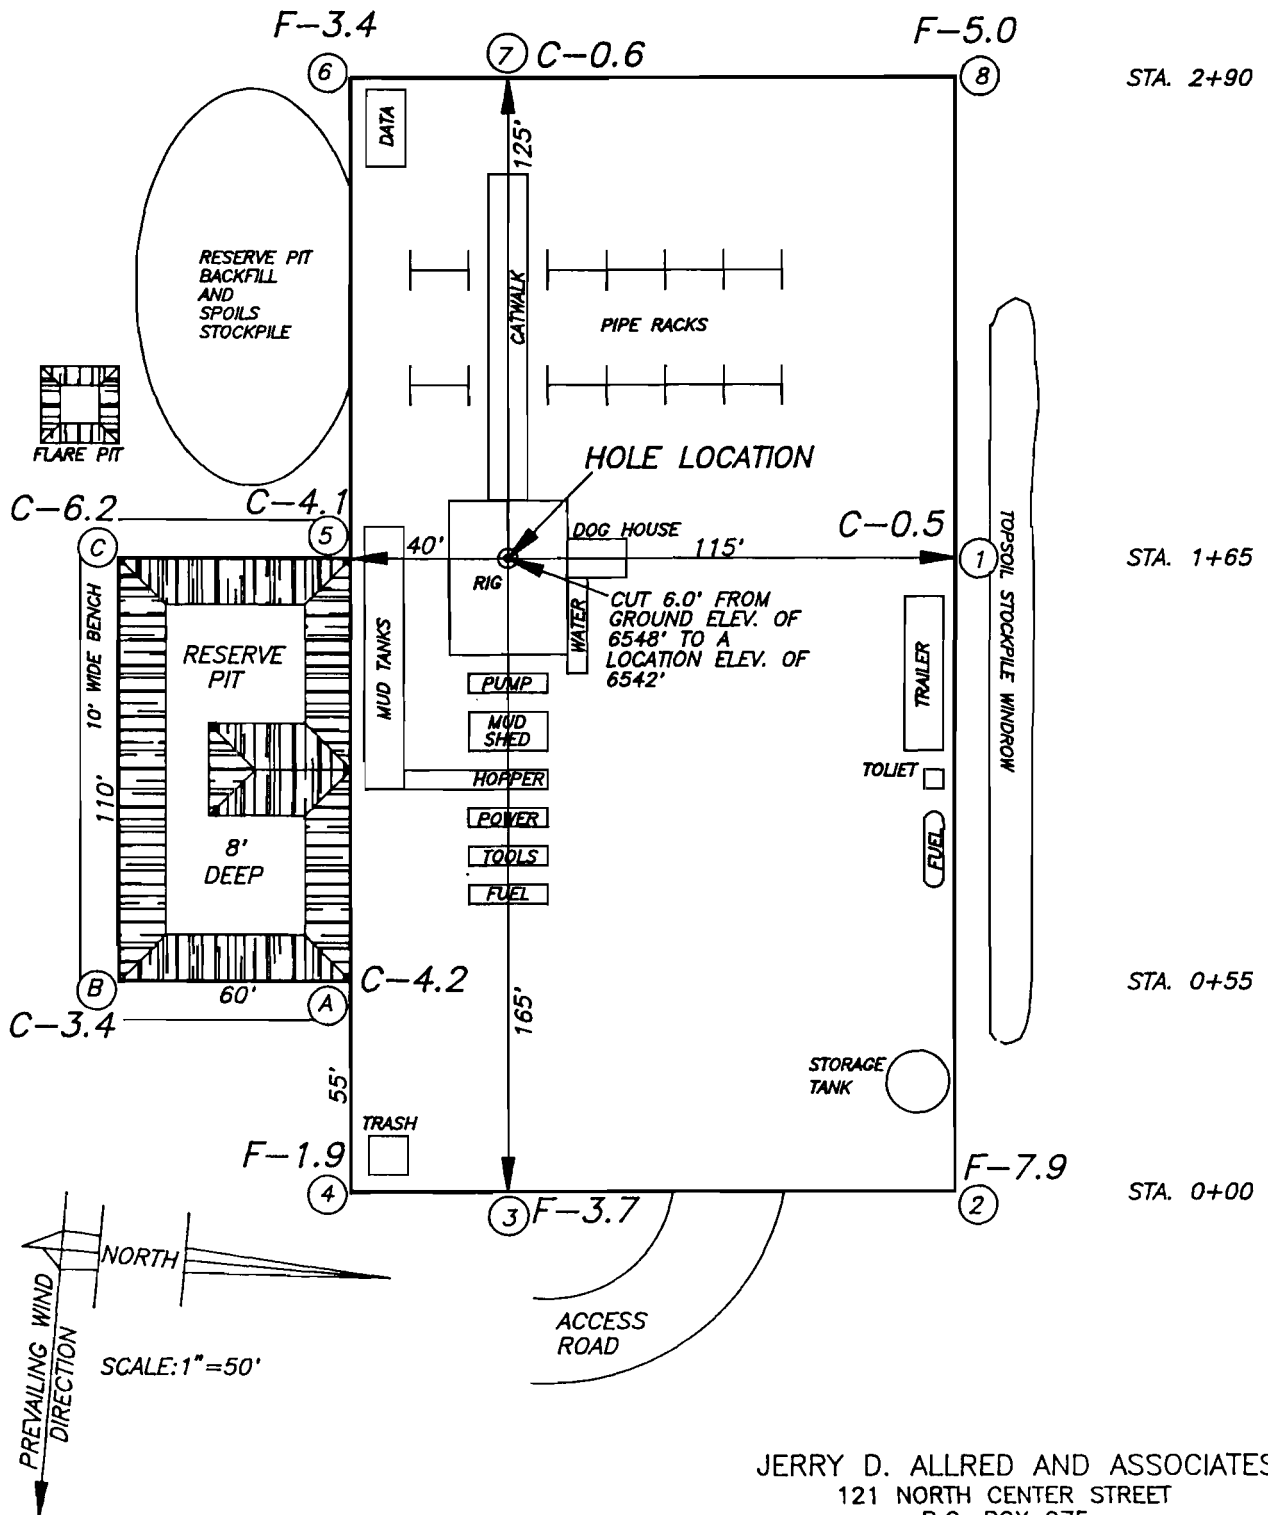 F-3.4
F-5.0
7
C-0.6
6
8
STA. 2+90
DATA
125'
RESERVE PIT
BACKFILL
AND
SPOILS
STOCKPILE
CATWALK
PIPE RACKS
FLARE PIT
HOLE LOCATION
C-6.2
C-4.1
C-0.5
C
5
DOG HOUSE
40'
115'
1
STA. 1+65
RIG
CUT 6.0' FROM
GROUND ELEV. OF
6548' TO A
LOCATION ELEV. OF
6542'
WATER
10' WIDE BENCH
RESERVE
PIT
MUD TANKS
TRAILER
TOPSOIL STOCKPILE WINDROW
PUMP
MUD
SHED
HOPPER
TOLIET
110'
POWER
8'
DEEP
TOOLS
FUEL
FUEL
B
60'
A
C-4.2
STA. 0+55
C-3.4
165'
55'
STORAGE
TANK
TRASH
F-1.9
F-7.9
4
3
F-3.7
2
STA. 0+00
NORTH
PREVAILING WIND
DIRECTION
SCALE: 1"=50'
ACCESS
ROAD
JERRY D. ALLRED AND ASSOCIATES
121 NORTH CENTER STREET